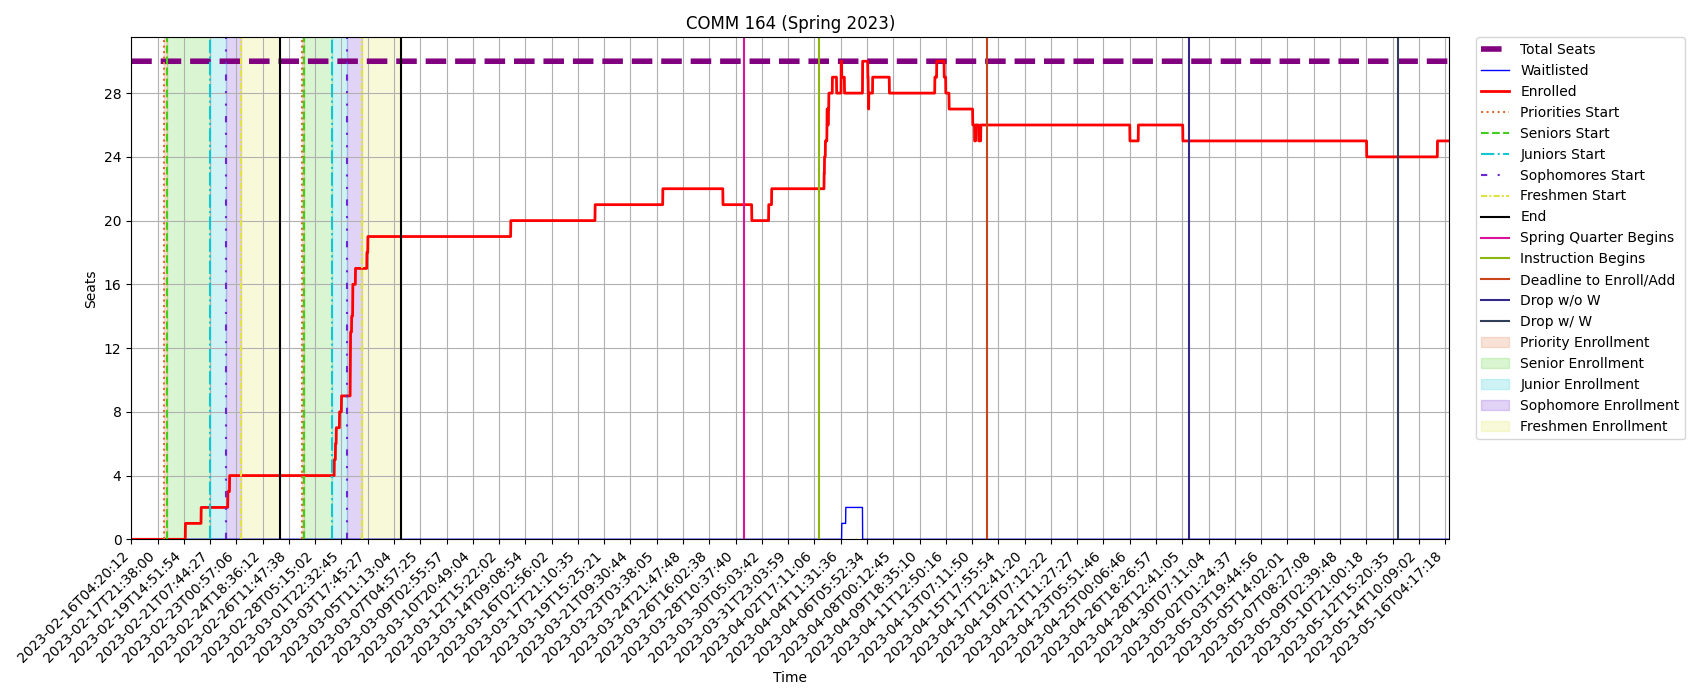 COMM 164 (Spring 2023)
Seats
28
24
20
16
12
8
4
0
2023-02-16T04:20:12
2023-02-17T21:38:00
2023-02-19T14:51:54
2023-02-21T07:44:27
2023-02-23T00:57:06
2023-02-24T18:36:12
2023-02-26T11:47:38
2023-02-28T05:15:02
2023-03-01T22:32:45
2023-03-03T17:45:27
2023-03-05T11:13:04
2023-03-07T04:57:25
2023-03-09T02:55:57
2023-03-10T20:49:04
2023-03-12T15:22:02
2023-03-14T09:08:54
2023-03-16T02:56:02
2023-03-17T21:10:35
2023-03-19T15:25:21
2023-03-21T09:30:44
2023-03-23T03:38:05
2023-03-24T21:47:48
2023-03-26T16:02:38
2023-03-28T10:37:40
2023-03-30T05:03:42
2023-03-31T23:03:59
2023-04-02T17:11:06
2023-04-04T11:31:36
2023-04-06T05:52:34
2023-04-08T00:12:45
2023-04-09T18:35:10
2023-04-11T12:50:16
2023-04-13T07:11:50
2023-04-15T17:55:54
2023-04-17T12:41:20
2023-04-19T07:12:22
2023-04-21T11:27:27
2023-04-23T05:51:46
2023-04-25T00:06:46
2023-04-26T18:26:57
2023-04-28T12:41:05
2023-04-30T07:11:04
2023-05-02T01:24:37
2023-05-03T19:44:56
2023-05-05T14:02:01
2023-05-07T08:27:08
2023-05-09T02:39:48
2023-05-10T21:00:18
2023-05-12T15:20:35
2023-05-14T10:09:02
2023-05-16T04:17:18
Time
Total Seats
Waitlisted
Enrolled
Priorities Start
Seniors Start
Juniors Start
Sophomores Start
Freshmen Start
End
Spring Quarter Begins
Instruction Begins
Deadline to Enroll/Add
Drop w/o W
Drop w/ W
Priority Enrollment
Senior Enrollment
Junior Enrollment
Sophomore Enrollment
Freshmen Enrollment